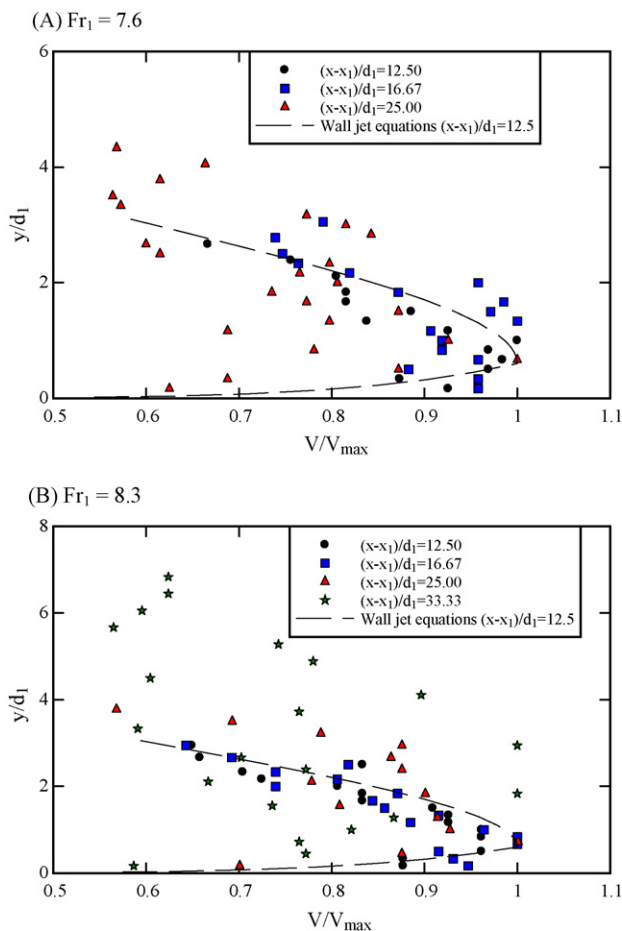 (A) Fr1 = 7.6
6
4
2
0
y/d1
(x-x1)/d1=12.50
(x-x1)/d1=16.67
(x-x1)/d1=25.00
Wall jet equations (x-x1)/d1=12.5
0.5 0.6 0.7 0.8 0.9 1 1.1
V/Vmax
(B) Fr1 = 8.3
8
6
4
2
0
y/d1
(x-x1)/d1=12.50
(x-x1)/d1=16.67
(x-x1)/d1=25.00
(x-x1)/d1=33.33
Wall jet equations (x-x1)/d1=12.5
0.5 0.6 0.7 0.8 0.9 1 1.1
V/Vmax